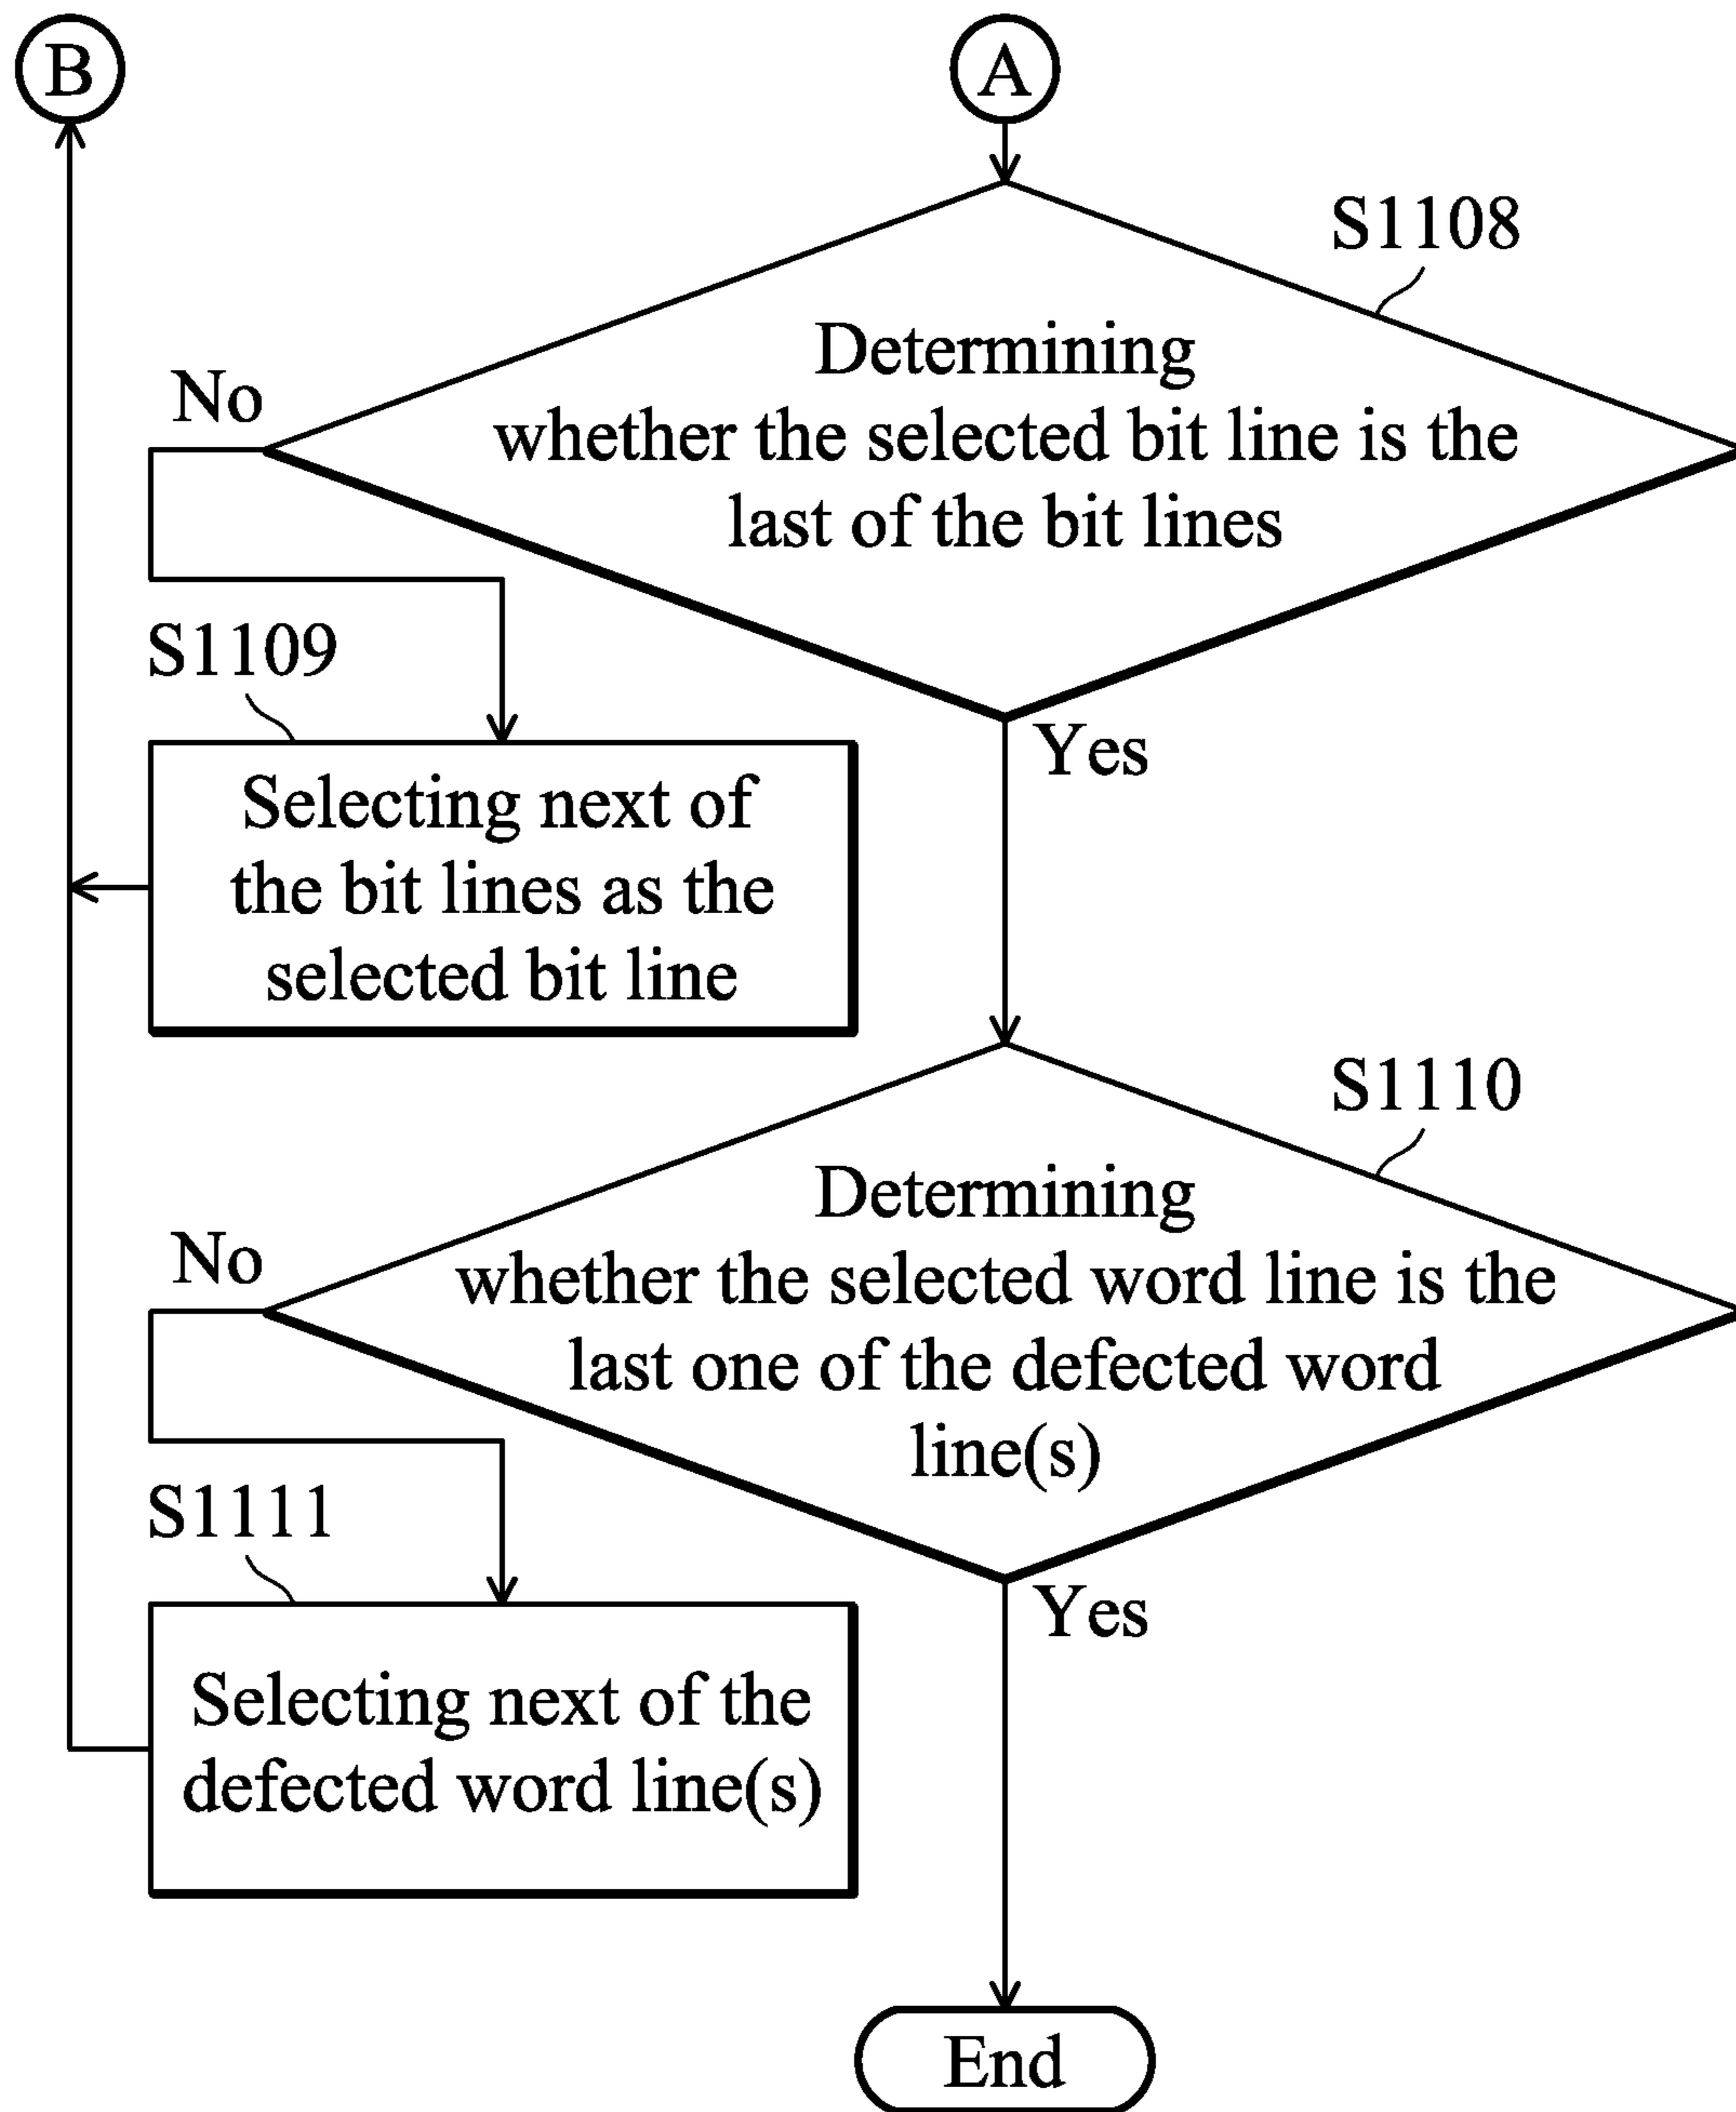 B
A
S1108
Determining
whether the selected bit line is the
last of the bit lines
No
Yes
S1109
Selecting next of
the bit lines as the
selected bit line
S1110
Determining
whether the selected word line is the
last one of the defected word
line(s)
No
Yes
S1111
Selecting next of the
defected word line(s)
End